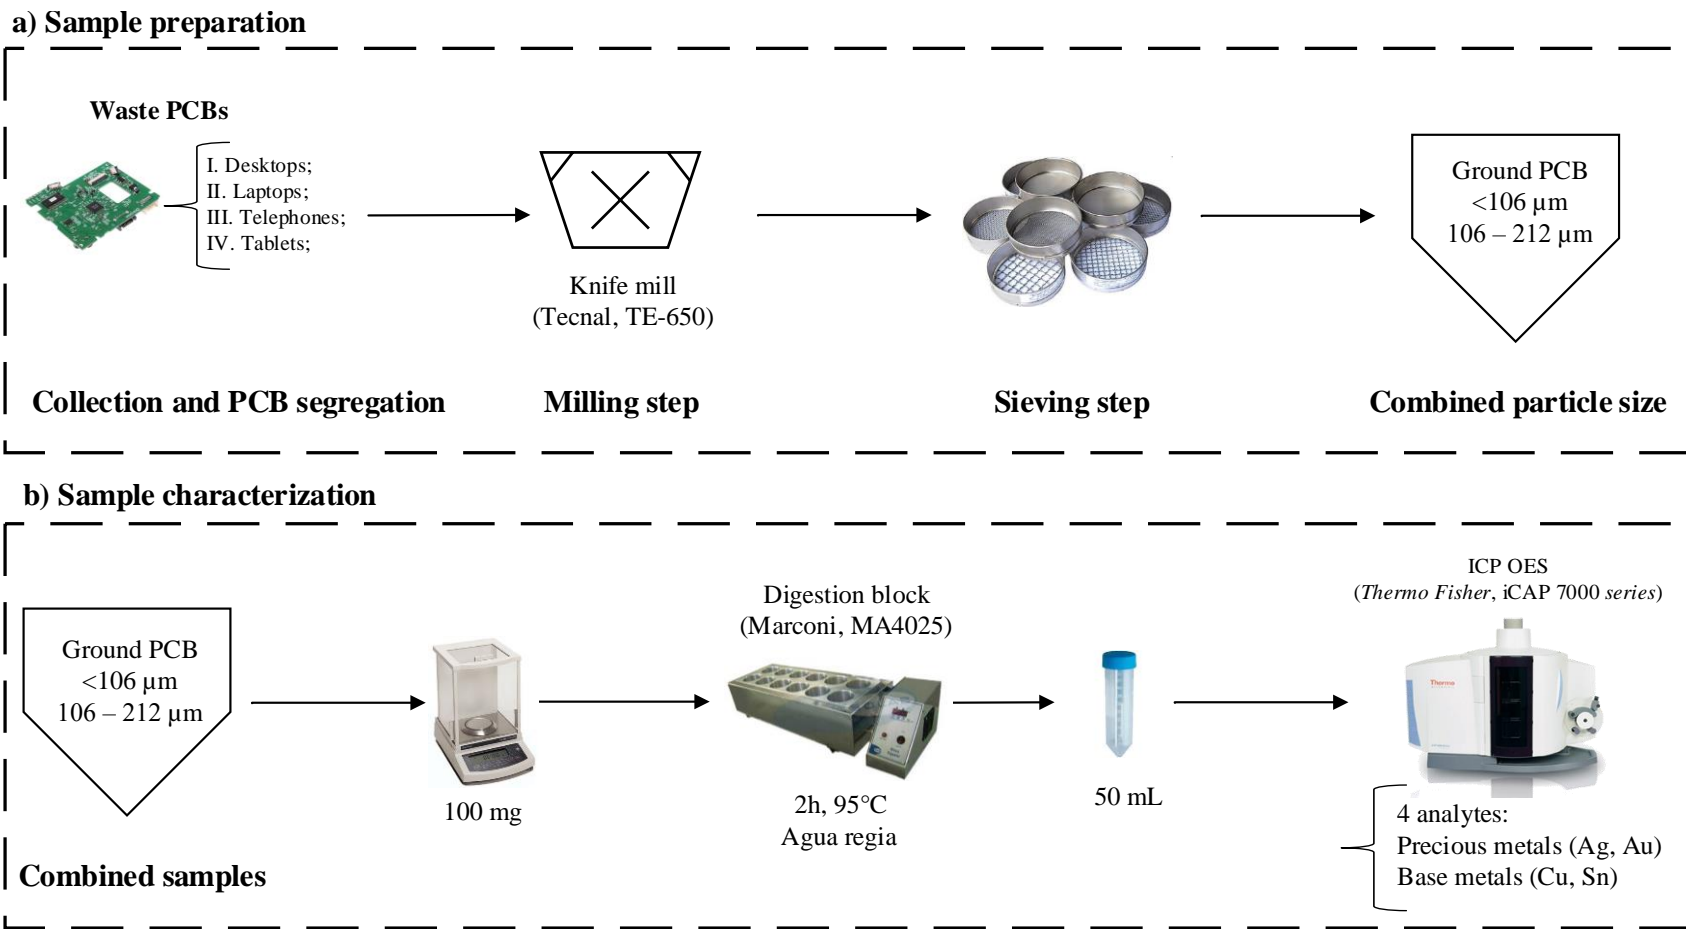 a) Sample preparation
Waste PCBs
I. Desktops;
II. Laptops;
III. Telephones;
IV. Tablets;
Knife mill
(Tecnal, TE-650)
Ground PCB
<106 µm
106 – 212 µm
Collection and PCB segregation
Milling step
Sieving step
Combined particle size
b) Sample characterization
Ground PCB
<106 µm
106 – 212 µm
Combined samples
100 mg
Digestion block
(Marconi, MA4025)
2h, 95°C
Agua regia
50 mL
ICP OES
(Thermo Fisher, iCAP 7000 series)
Thermo
4 analytes:
Precious metals (Ag, Au)
Base metals (Cu, Sn)